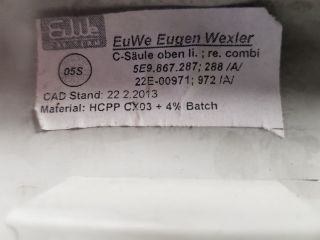 EuWe
EuWe Eugen Wexler
C-Säule oben li. ; re. combi
05S
5E9.867.287; 288 /A/
22E-00971; 972 /A/
CAD Stand: 22.2.2013
Material: HCPP CX03 + 4% Batch